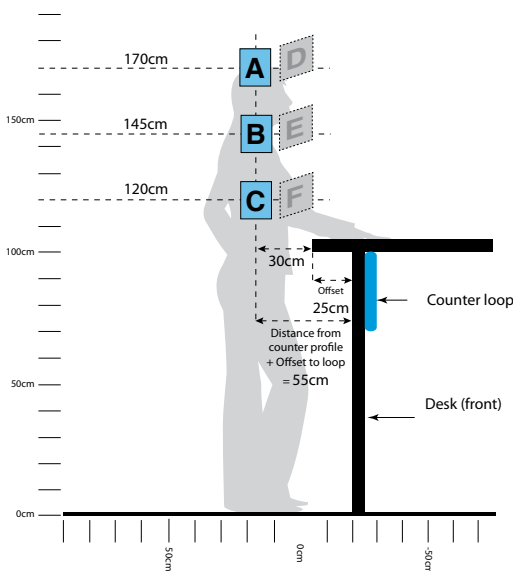 170cm
A
D
150cm
145cm
B
E
120cm
C
F
100cm
30cm
Offset
25cm
Counter loop
Distance from
counter profile
+ Offset to loop
= 55cm
50cm
Desk (front)
0cm
50cm
0cm
-50cm